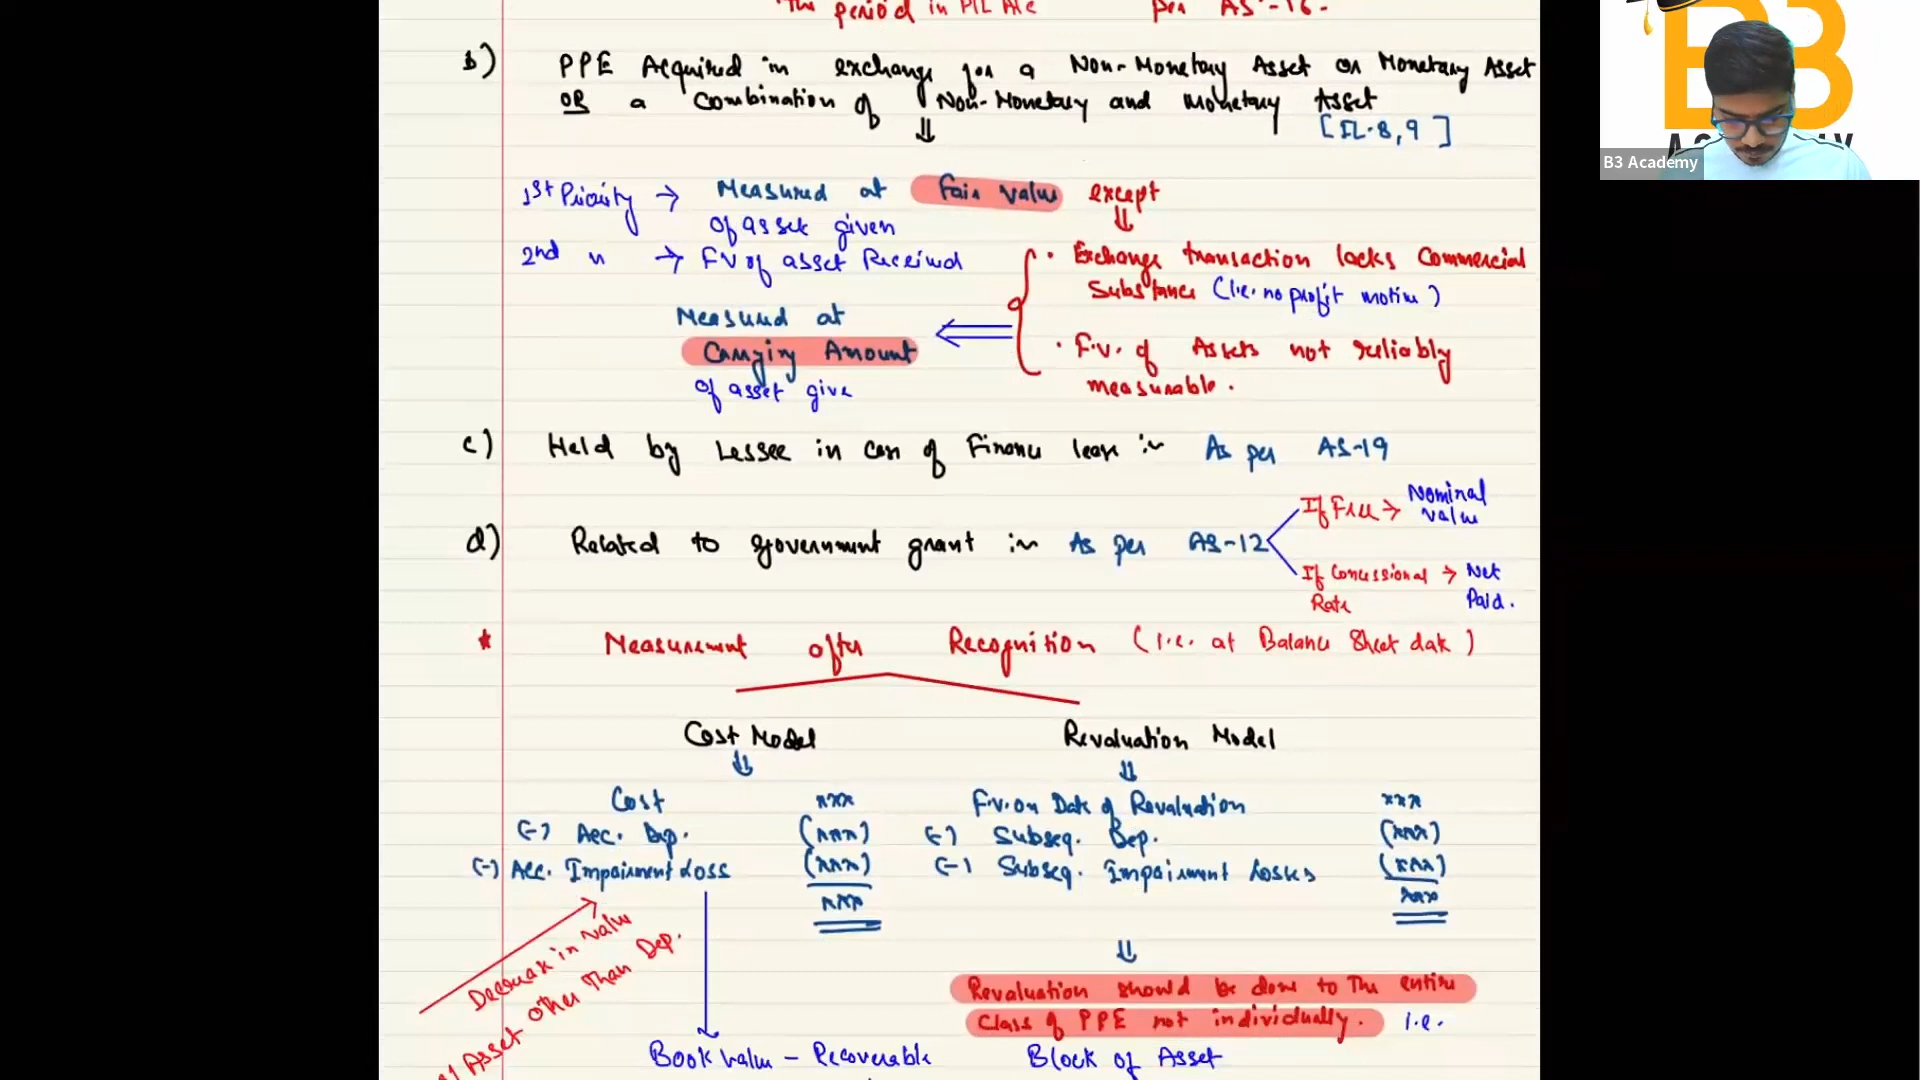 the period in P/L A/c per AS-16.
b) PPE Acquired in exchange for a Non-Monetary Asset or Monetary Asset
OR a Combination of Non-Monetary and Monetary Asset
⇓ [IL-8,9]
1st Priority → Measured at Fair Value except
of asset given ⇓
2nd " → F.V of asset Received
• Exchange transaction lacks Commercial
Substance (i.e. no profit motive)
Measured at
Carrying Amount ⇐
of asset give
• F.V. of Assets not reliably
measurable.
c) Held by Lessee in case of Finance lease :- As per AS-19
d) Related to government grant :- As per AS-12
If Free → Nominal
Value
If Concessional → Net
Rate Paid.
* Measurement after Recognition (i.e. at Balance Sheet date)
Cost Model Revaluation Model
⇓ ⇓
Cost xxx F.V. on Date of Revaluation xxx
(-) Acc. Dep. (xxx) (-) Subseq. Dep. (xxx)
(-) Acc. Impairment Loss (xxx) (-) Subseq. Impairment Losses (xxx)
xxx xxx
⇓
Decrease in value
of Asset other than Dep.
Revaluation should be done to the entire
Class of PPE not individually. i.e.
Book value - Recoverable Block of Asset
B3
B3 Academy